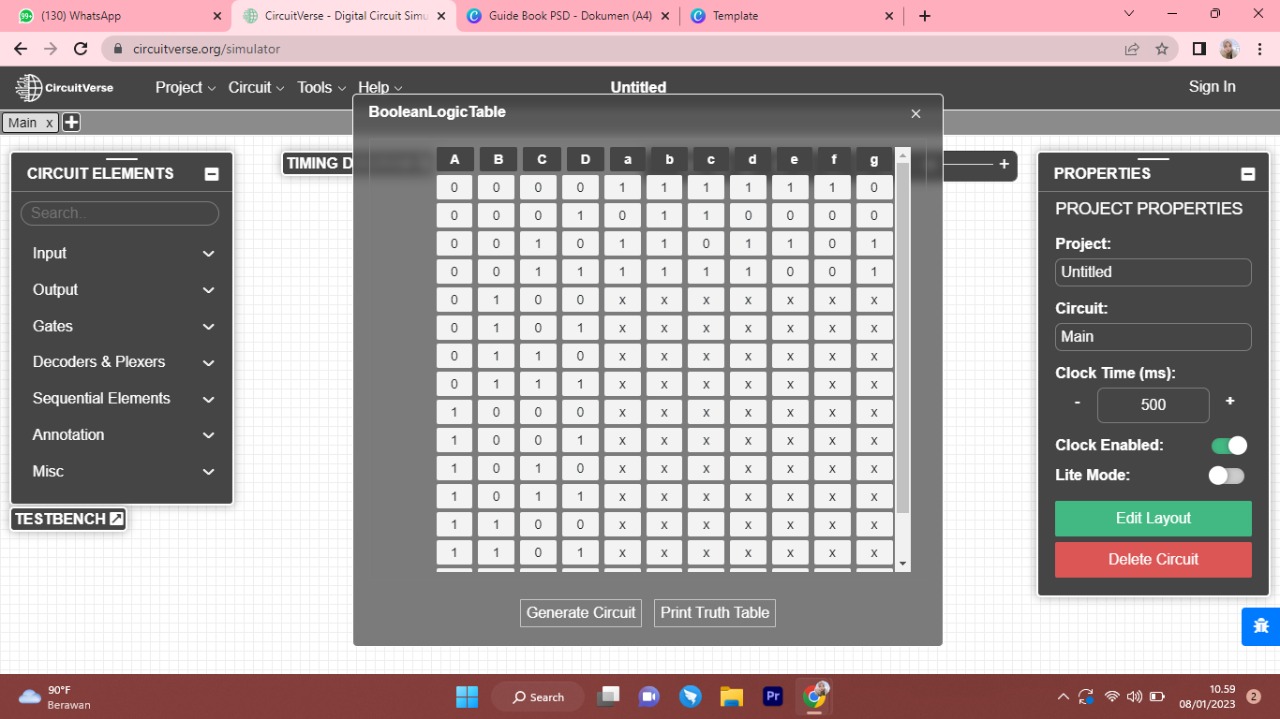 (130) WhatsApp
CircuitVerse - Digital Circuit Simu
Guide Book PSD - Dokumen (A4)
Template
circuitverse.org/simulator
CircuitVerse
Project
Circuit
Tools
Help
Untitled
Sign In
Main x
BooleanLogicTable
TIMING D
CIRCUIT ELEMENTS
Search..
Input
Output
Gates
Decoders & Plexers
Sequential Elements
Annotation
Misc
TESTBENCH
A B C D a b c d e f g
0 0 0 0 1 1 1 1 1 1 0
0 0 0 1 0 1 1 0 0 0 0
0 0 1 0 1 1 0 1 1 0 1
0 0 1 1 1 1 1 1 0 0 1
0 1 0 0 x x x x x x x
0 1 0 1 x x x x x x x
0 1 1 0 x x x x x x x
0 1 1 1 x x x x x x x
1 0 0 0 x x x x x x x
1 0 0 1 x x x x x x x
1 0 1 0 x x x x x x x
1 0 1 1 x x x x x x x
1 1 0 0 x x x x x x x
1 1 0 1 x x x x x x x
Generate Circuit
Print Truth Table
PROPERTIES
PROJECT PROPERTIES
Project:
Untitled
Circuit:
Main
Clock Time (ms):
- 500 +
Clock Enabled:
Lite Mode:
Edit Layout
Delete Circuit
90°F
Berawan
Search
Pr
10.59
08/01/2023
2